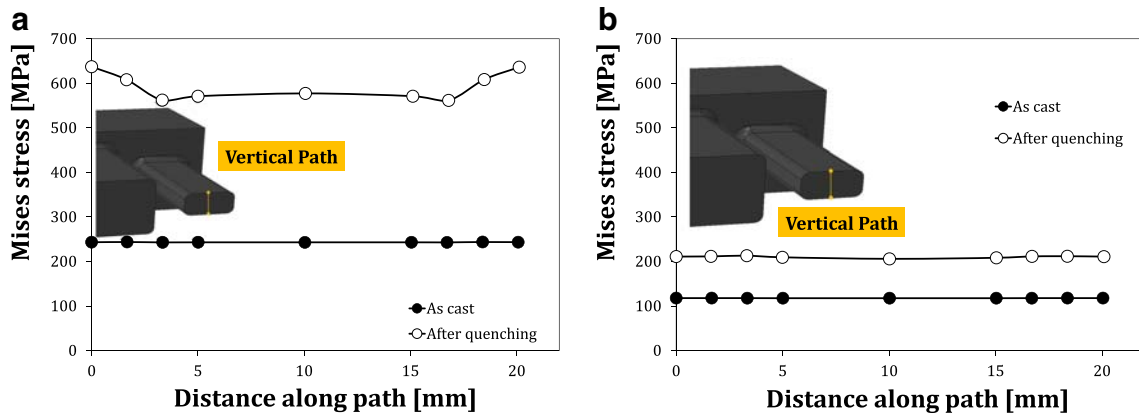 a
Mises stress [MPa]
700
600
500
400
300
200
100
0
Vertical Path
As cast
After quenching
0 5 10 15 20
Distance along path [mm]
b
Mises stress [MPa]
700
600
500
400
300
200
100
0
As cast
After quenching
Vertical Path
0 5 10 15 20
Distance along path [mm]